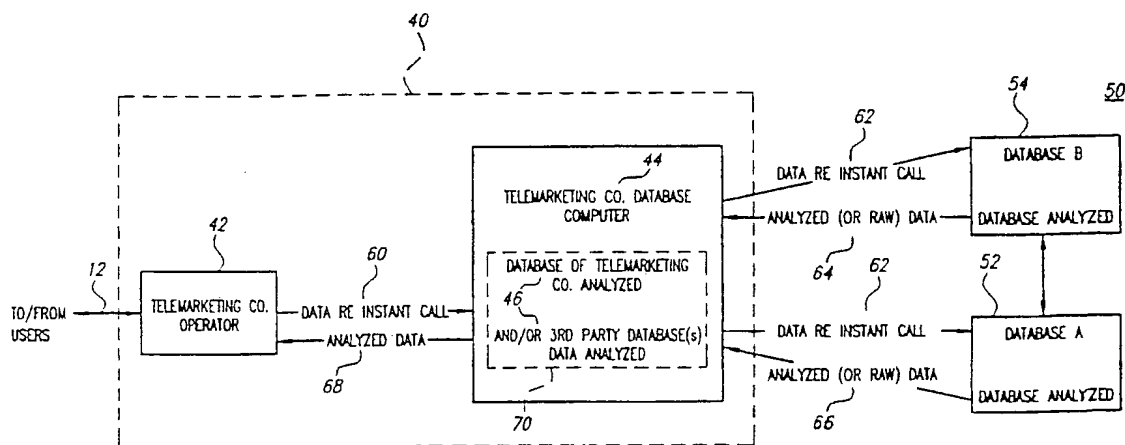 40
50
54
62
DATABASE B
DATA RE INSTANT CALL
44
TELEMARKETING CO. DATABASE
COMPUTER
ANALYZED (OR RAW) DATA
DATABASE ANALYZED
42
64
12
60
DATABASE OF TELEMARKETING
CO. ANALYZED
62
52
46
TO/FROM
USERS
TELEMARKETING CO.
OPERATOR
DATA RE INSTANT CALL
AND/OR 3RD PARTY DATABASE(s)
DATA ANALYZED
DATA RE INSTANT CALL
DATABASE A
ANALYZED DATA
68
ANALYZED (OR RAW) DATA
DATABASE ANALYZED
66
70